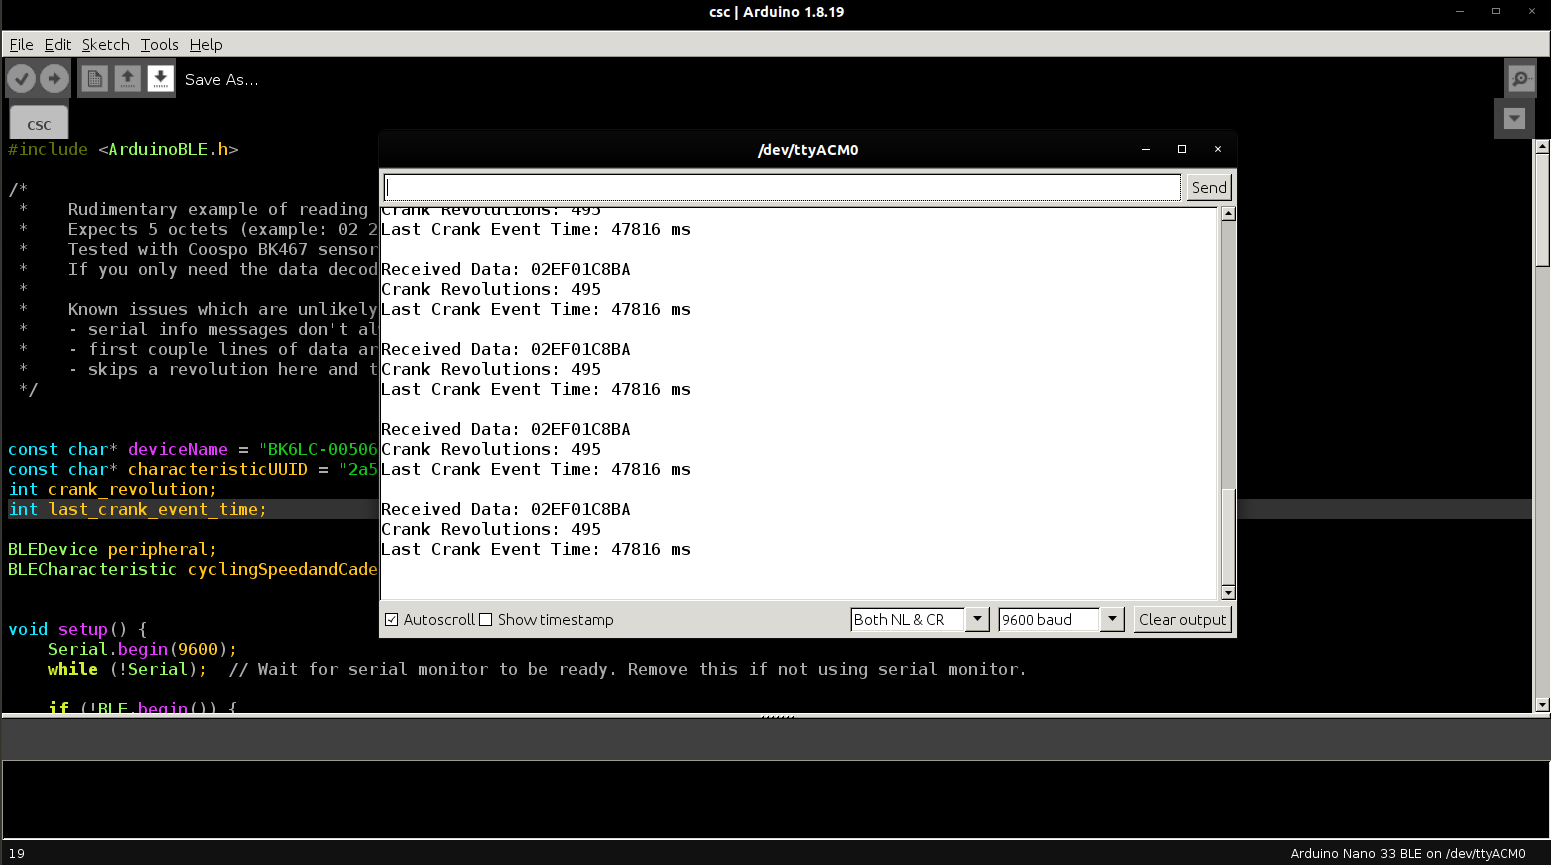 csc | Arduino 1.8.19
File Edit Sketch Tools Help
Save As...
csc
#include <ArduinoBLE.h>
/*
 *    Rudimentary example of reading
 *    Expects 5 octets (example: 02 2
 *    Tested with Coospo BK467 sensor
 *    If you only need the data decod
 *
 *    Known issues which are unlikely
 *    - serial info messages don't al
 *    - first couple lines of data ar
 *    - skips a revolution here and t
 */
const char* deviceName = "BK6LC-00506
const char* characteristicUUID = "2a5
int crank_revolution;
int last_crank_event_time;
BLEDevice peripheral;
BLECharacteristic cyclingSpeedandCade
void setup() {
    Serial.begin(9600);
    while (!Serial);  // Wait for serial monitor to be ready. Remove this if not using serial monitor.
    if (!BLE.begin()) {
/dev/ttyACM0
Send
Crank Revolutions: 495
Last Crank Event Time: 47816 ms
Received Data: 02EF01C8BA
Crank Revolutions: 495
Last Crank Event Time: 47816 ms
Received Data: 02EF01C8BA
Crank Revolutions: 495
Last Crank Event Time: 47816 ms
Received Data: 02EF01C8BA
Crank Revolutions: 495
Last Crank Event Time: 47816 ms
Received Data: 02EF01C8BA
Crank Revolutions: 495
Last Crank Event Time: 47816 ms
Autoscroll Show timestamp Both NL & CR 9600 baud Clear output
19 Arduino Nano 33 BLE on /dev/ttyACM0